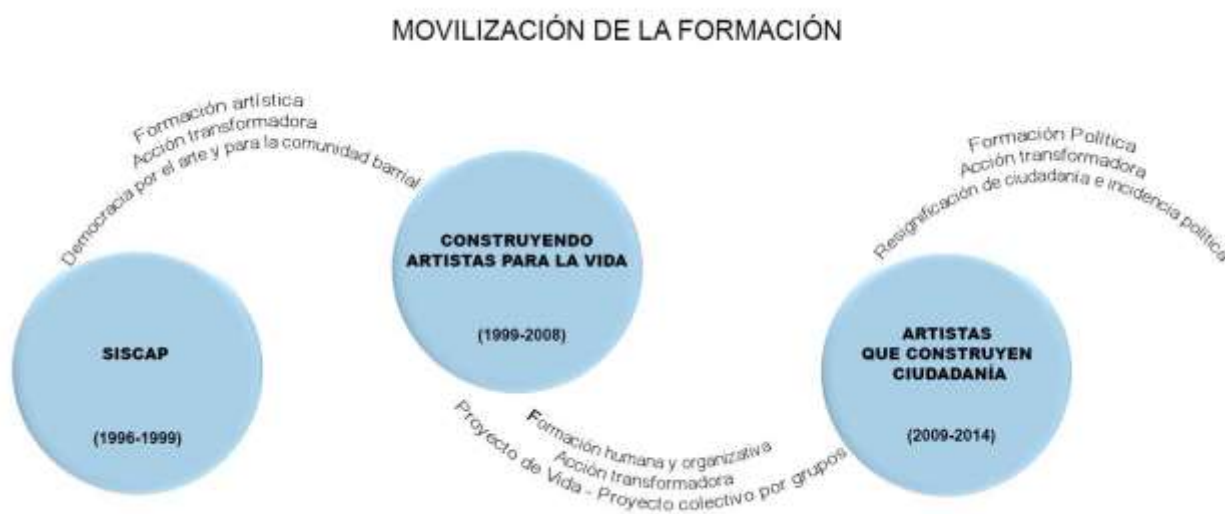 MOVILIZACIÓN DE LA FORMACIÓN
Formación artística
Acción transformadora
Democracia por el arte y para la comunidad barrial
SISCAP
(1996-1999)
CONSTRUYENDO
ARTISTAS PARA LA VIDA
(1999-2008)
Formación humana y organizativa
Acción transformadora
Proyecto de Vida - Proyecto colectivo por grupos
Formación Política
Acción transformadora
Resignificación de ciudadanía e incidencia política
ARTISTAS
QUE CONSTRUYEN
CIUDADANÍA
(2009-2014)